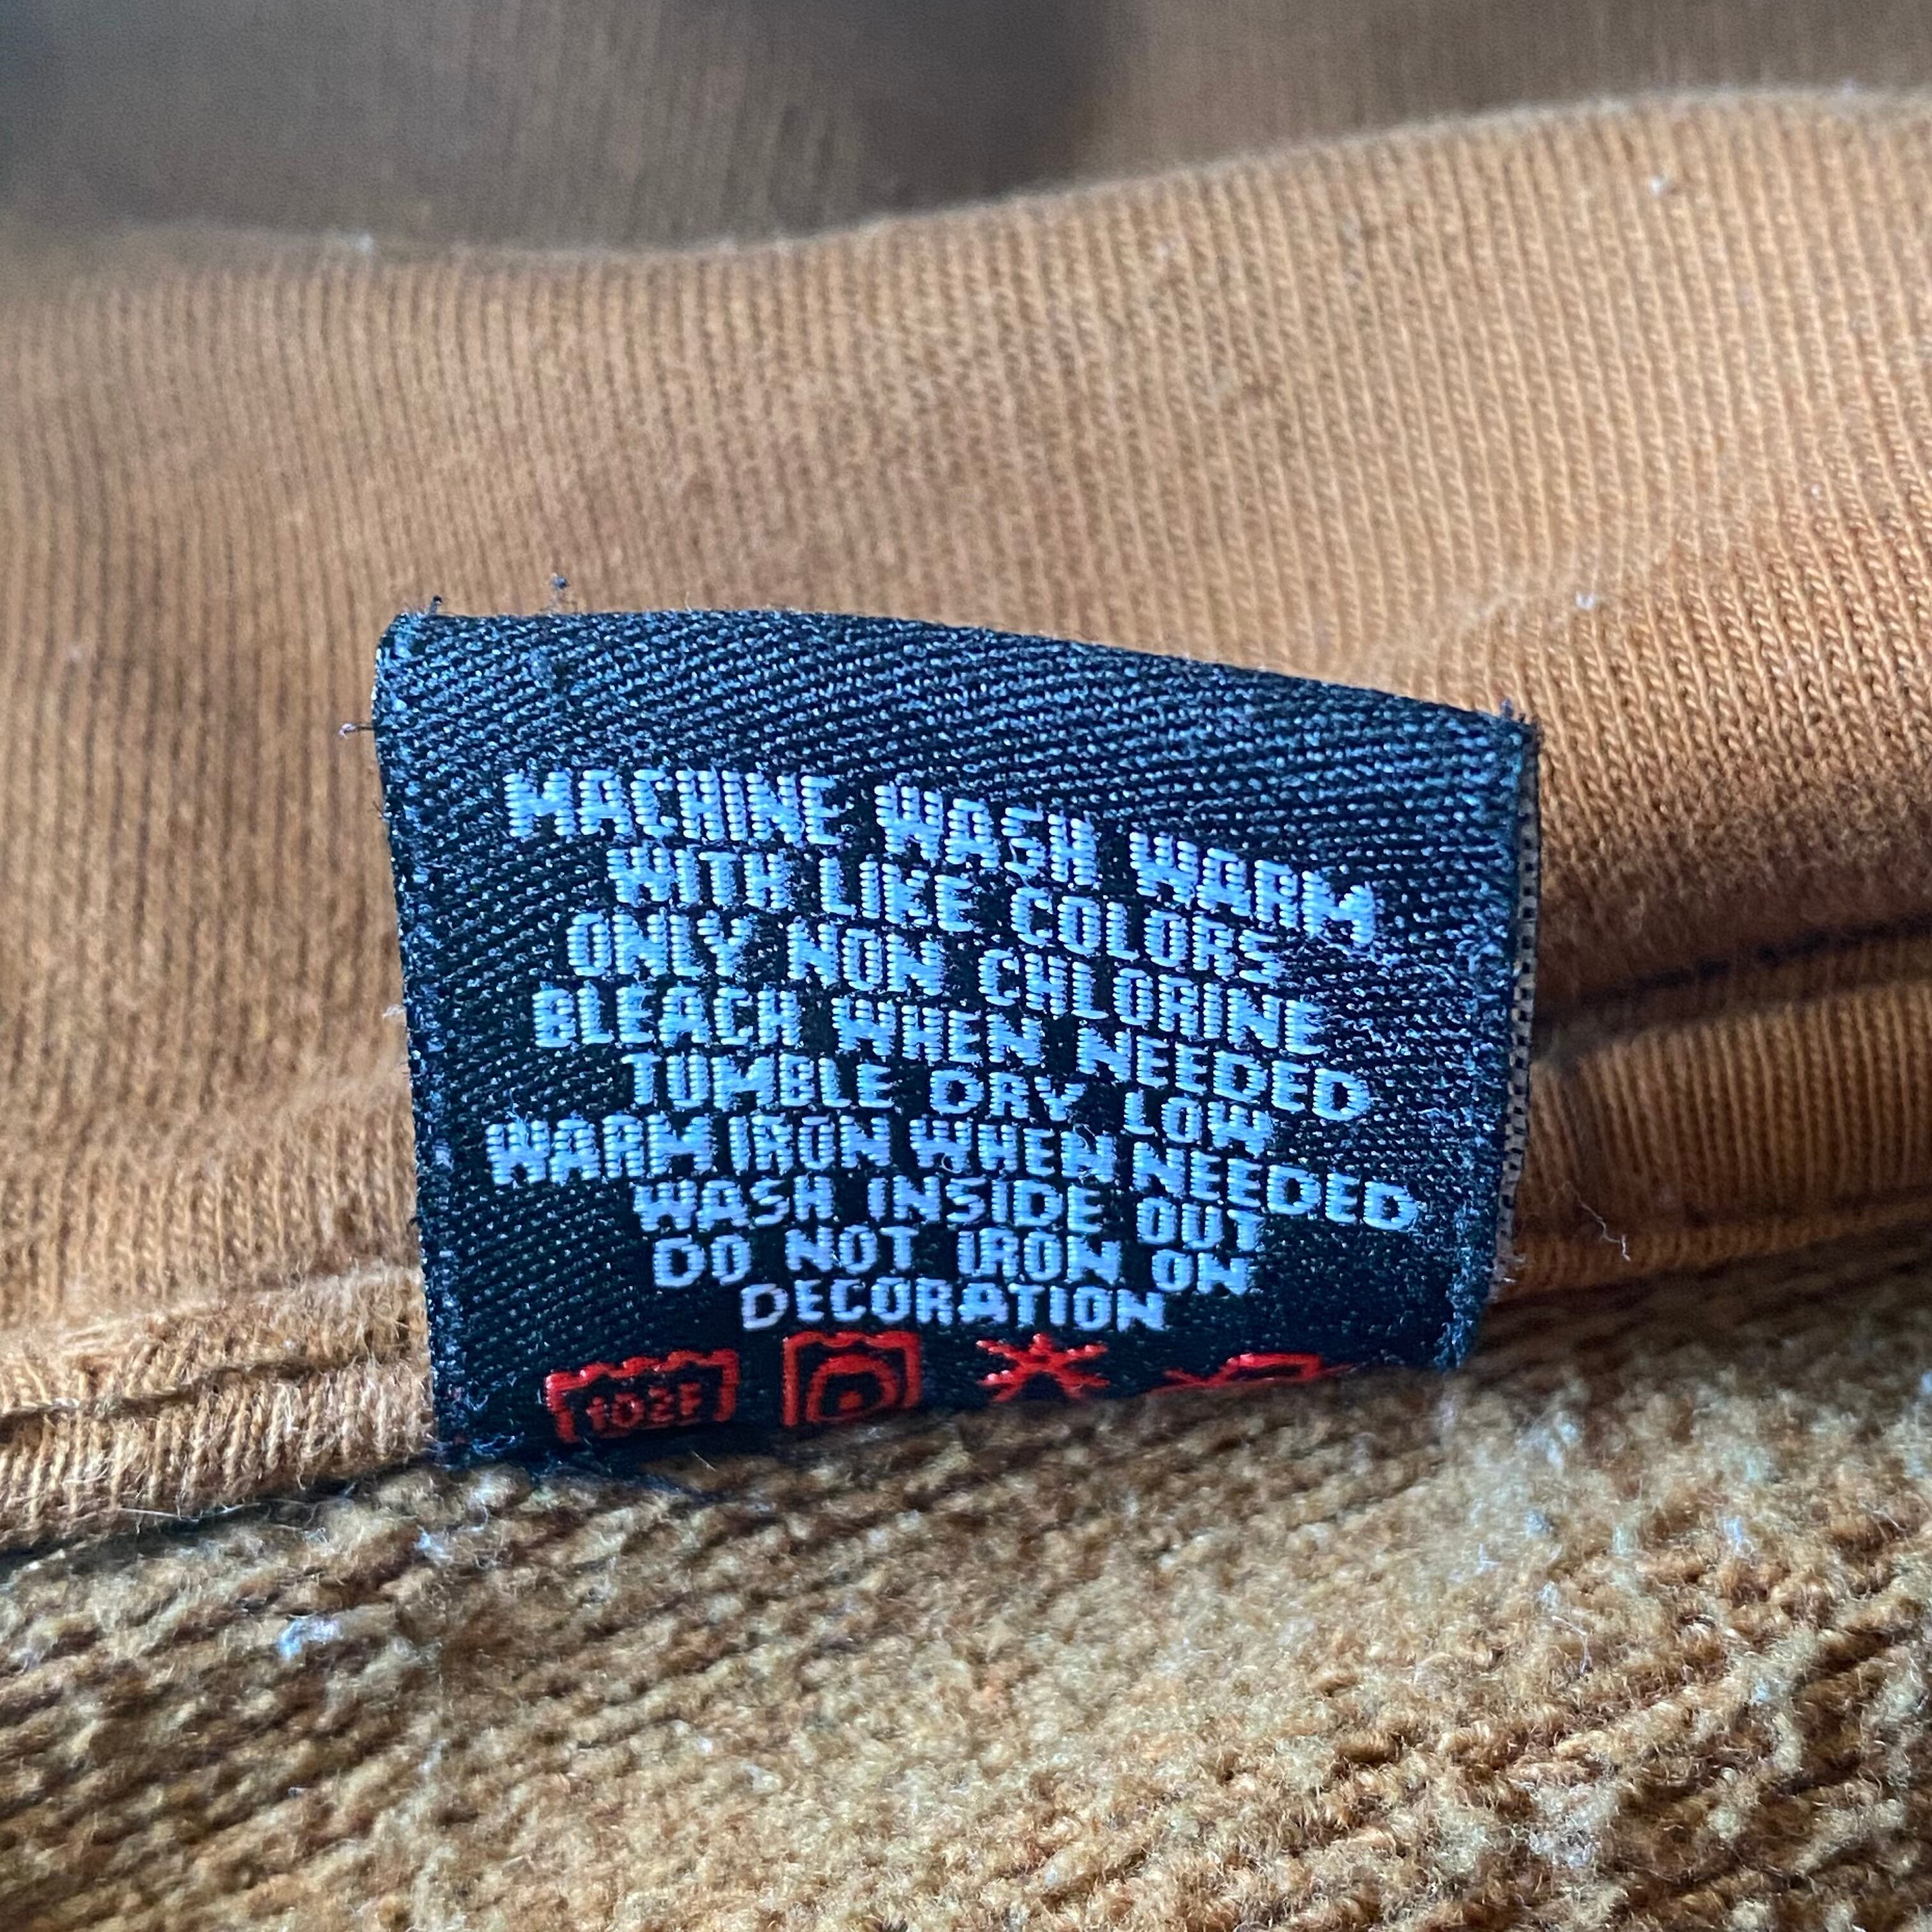 MACHINE WASH WARM
WITH LIKE COLORS
ONLY NON CHLORINE
BLEACH WHEN NEEDED
TUMBLE DRY LOW
WARM IRON WHEN NEEDED
WASH INSIDE OUT
DO NOT IRON ON
DECORATION